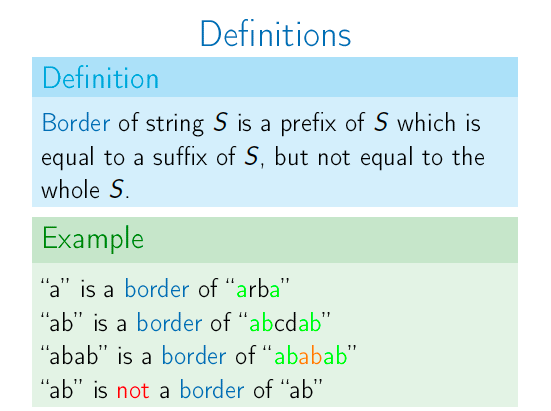 Definitions
Definition
Border of string S is a prefix of S which is
equal to a suffix of S, but not equal to the
whole S.
Example
“a” is a border of “arba”
“ab” is a border of “abcdab”
“abab” is a border of “ababab”
“ab” is not a border of “ab”